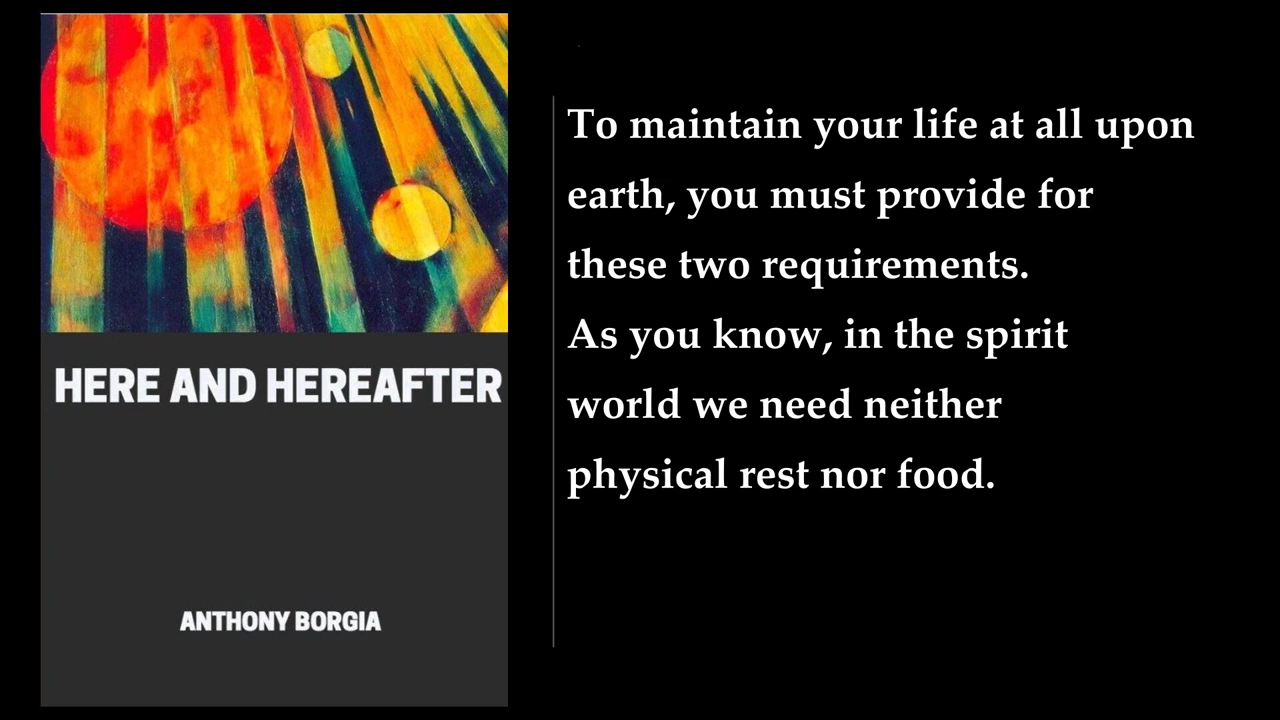 HERE AND HEREAFTER
ANTHONY BORGIA
To maintain your life at all upon
earth, you must provide for
these two requirements.
As you know, in the spirit
world we need neither
physical rest nor food.